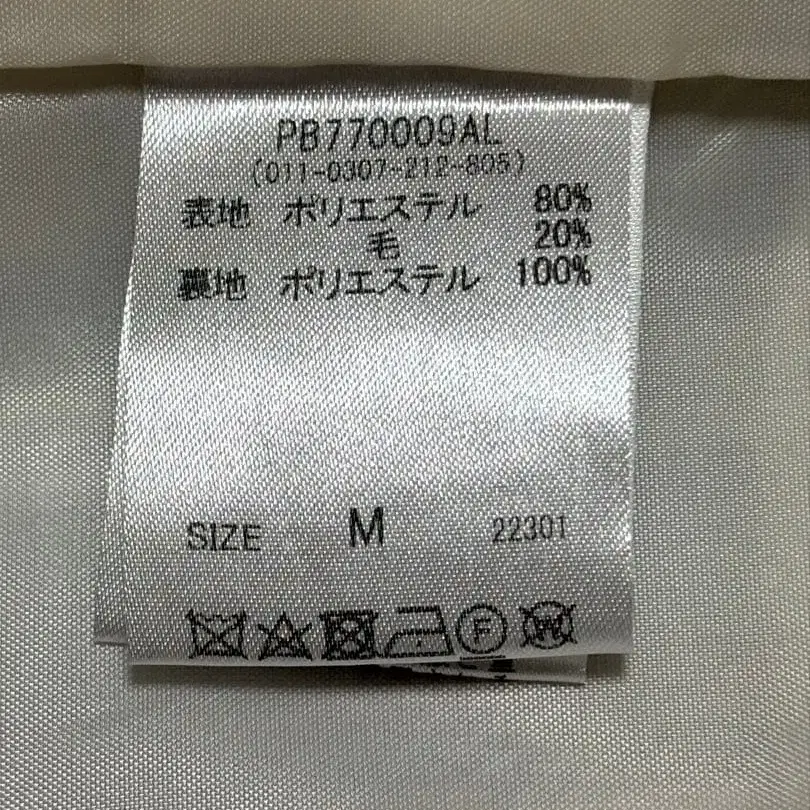 PB770009AL
(011-0307-212-805)
表地 ポリエステル 80%
毛 20%
裏地 ポリエステル 100%
SIZE M 22301
F W